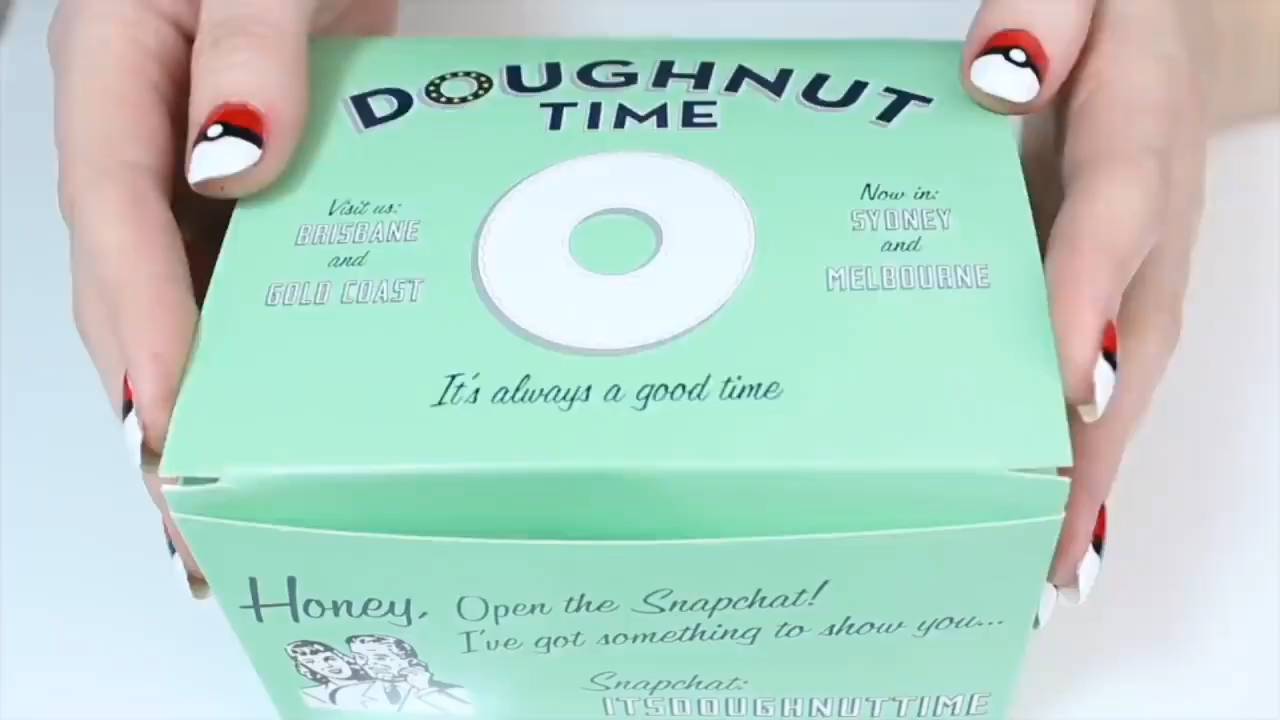 DOUGHNUT
TIME
Visit us:
BRISBANE
and
GOLD COAST
Now in:
SYDNEY
and
MELBOURNE
It's always a good time
Honey, Open the Snapchat!
I've got something to show you...
Snapchat:
ITSDOUGHNUTTIME